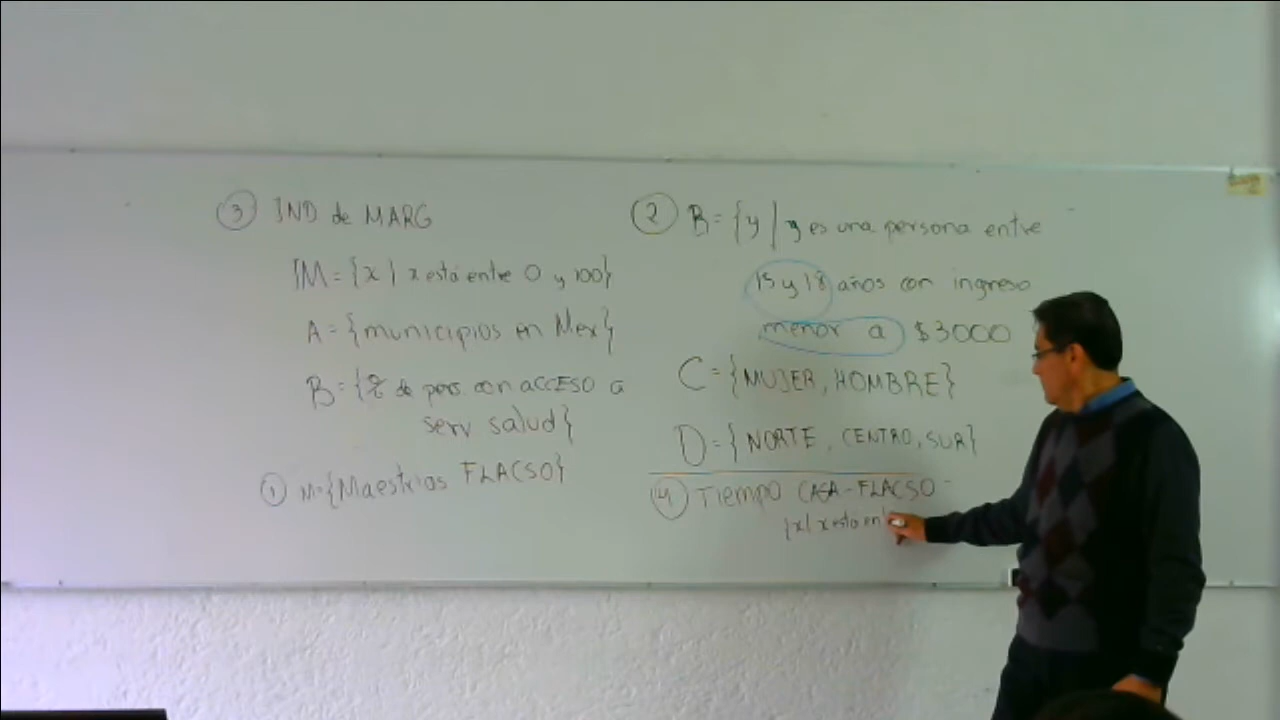 ③ IND de MARG
IM = {x | x está entre 0 y 100}
A = {municipios en Mex}
B = {% de pers. con ACCESO a
serv salud}
① M = {Maestrías FLACSO}
② B = {y | y es una persona entre
15 y 18 años con ingreso
menor a $3000
C = {MUJER, HOMBRE}
D = {NORTE, CENTRO, SUR}
④ Tiempo CASA - FLACSO
{x | x está en